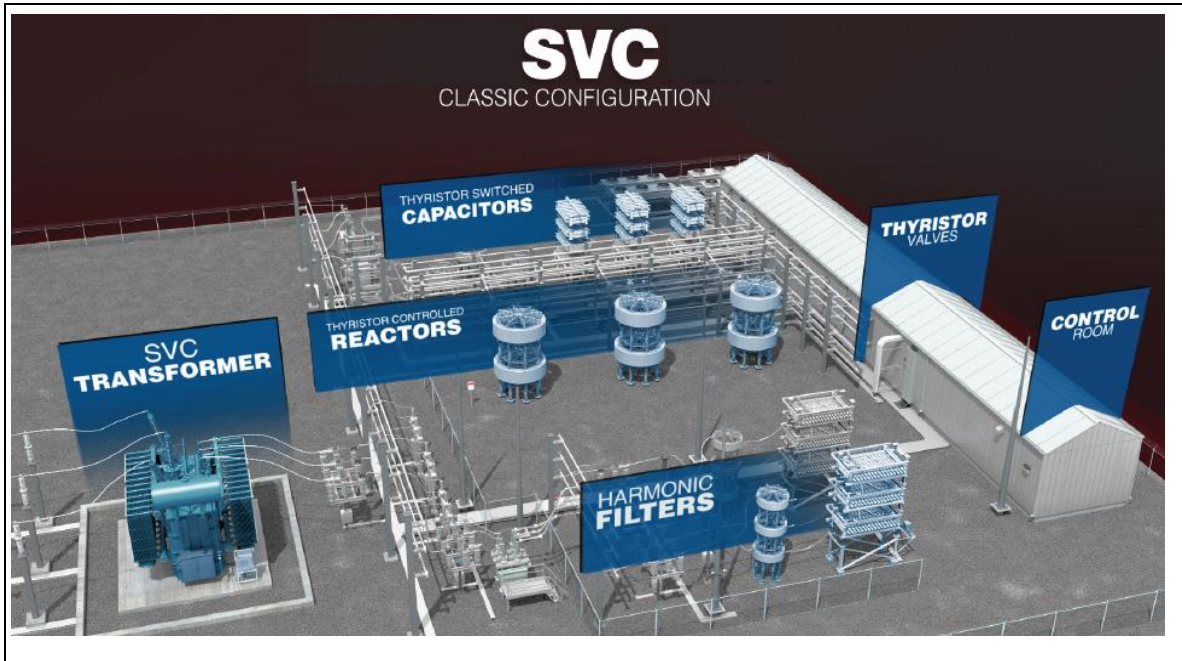 SVC
CLASSIC CONFIGURATION
THYRISTOR SWITCHED
CAPACITORS
THYRISTOR
VALVES
THYRISTOR CONTROLLED
REACTORS
CONTROL
ROOM
SVC
TRANSFORMER
HARMONIC
FILTERS